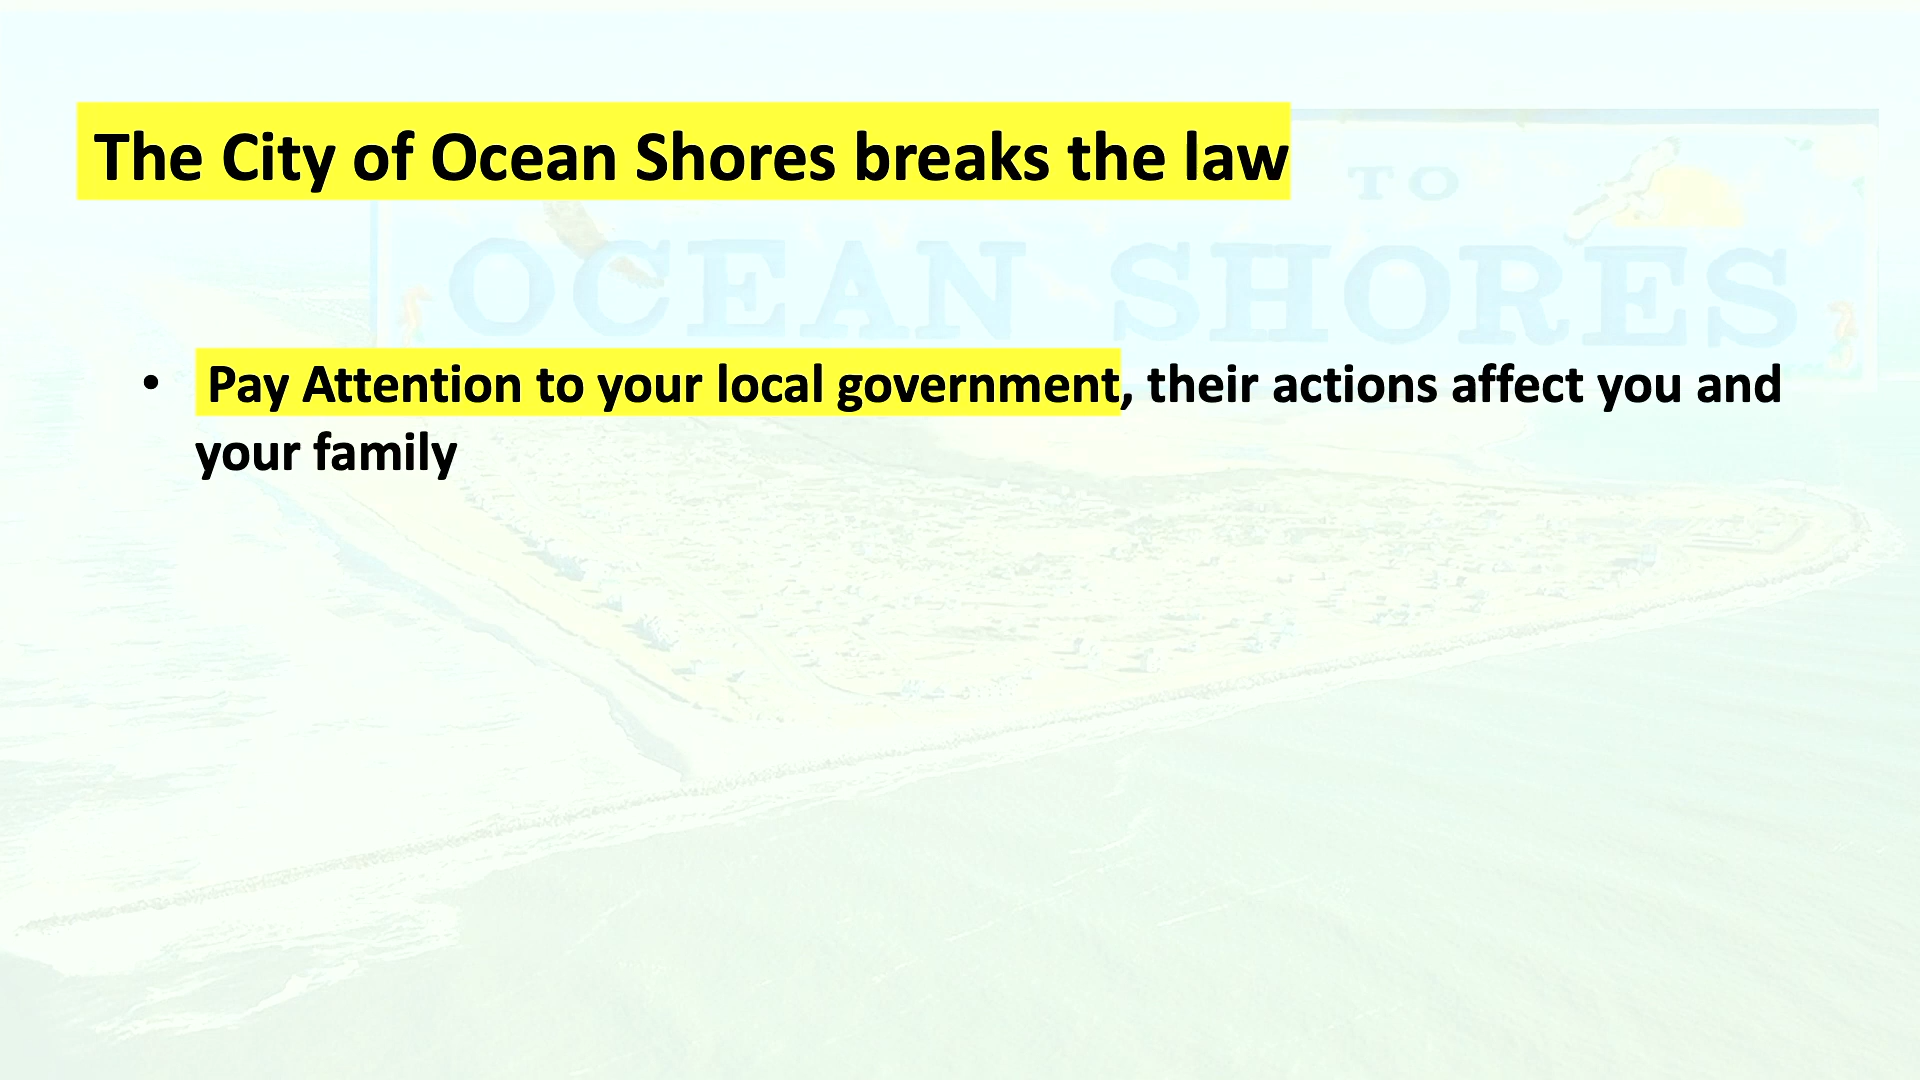 The City of Ocean Shores breaks the law
TO
OCEAN SHORES
• Pay Attention to your local government, their actions affect you and
your family